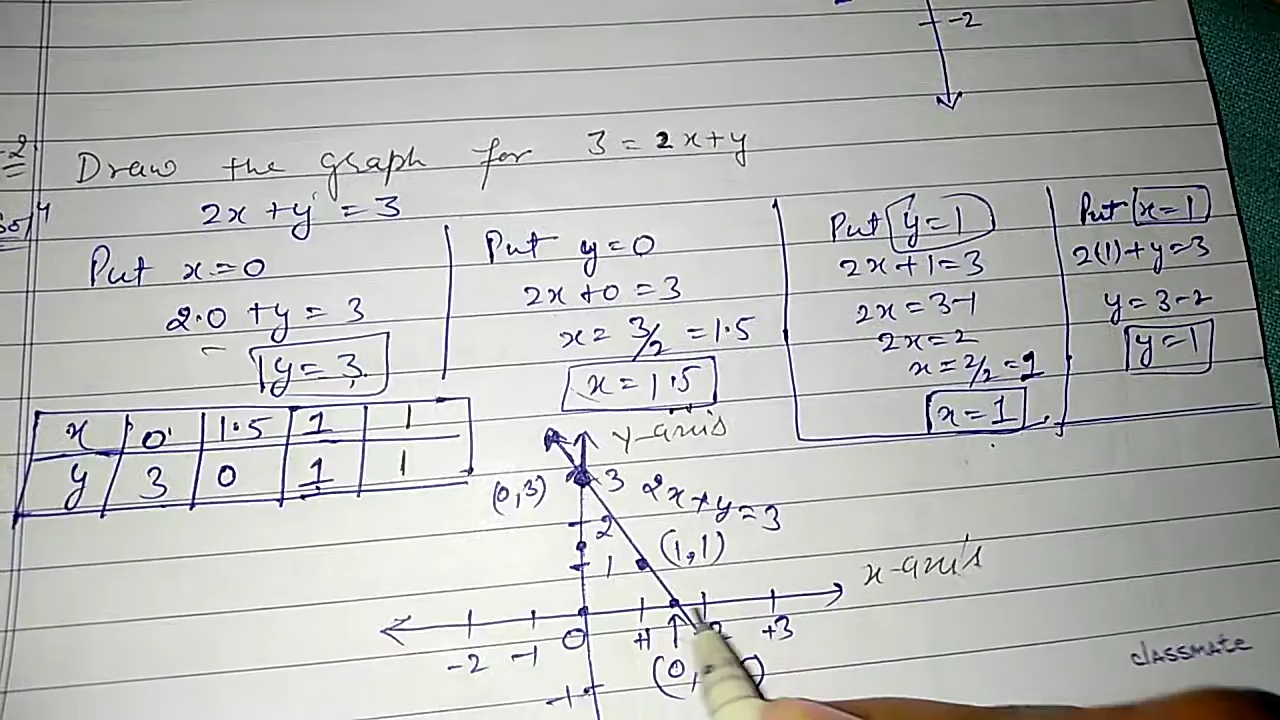 -2
-2
Draw the graph for 3 = 2x+y
Sol^n
2x + y = 3
Put x=0
2·0 + y = 3
y = 3
Put y=0
2x + 0 = 3
x = 3/2 = 1.5
x = 1.5
Put y=1
2x+1=3
2x = 3-1
2x=2
x = 2/2 = 1
x = 1
Put x=1
2(1)+y=3
y = 3-2
y=1
x 0 1.5 1 1
y 3 0 1 1
y-axis
(0,3) 3 2x+y=3
2
1 (1,1)
x-axis
-2 -1 0 +1 +3
(0,
-1
classmate